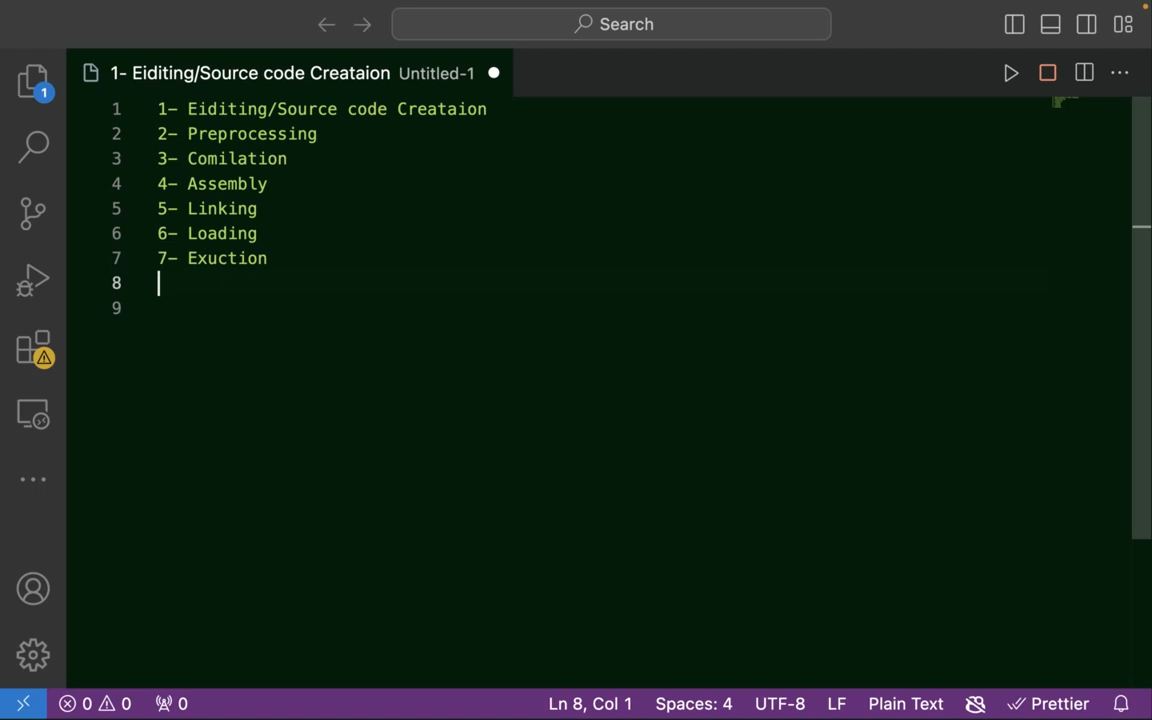 Search
1- Eiditing/Source code Creataion Untitled-1
1
1 1- Eiditing/Source code Creataion
2 2- Preprocessing
3 3- Comilation
4 4- Assembly
5 5- Linking
6 6- Loading
7 7- Exuction
8
9
0 0 0 Ln 8, Col 1 Spaces: 4 UTF-8 LF Plain Text Prettier